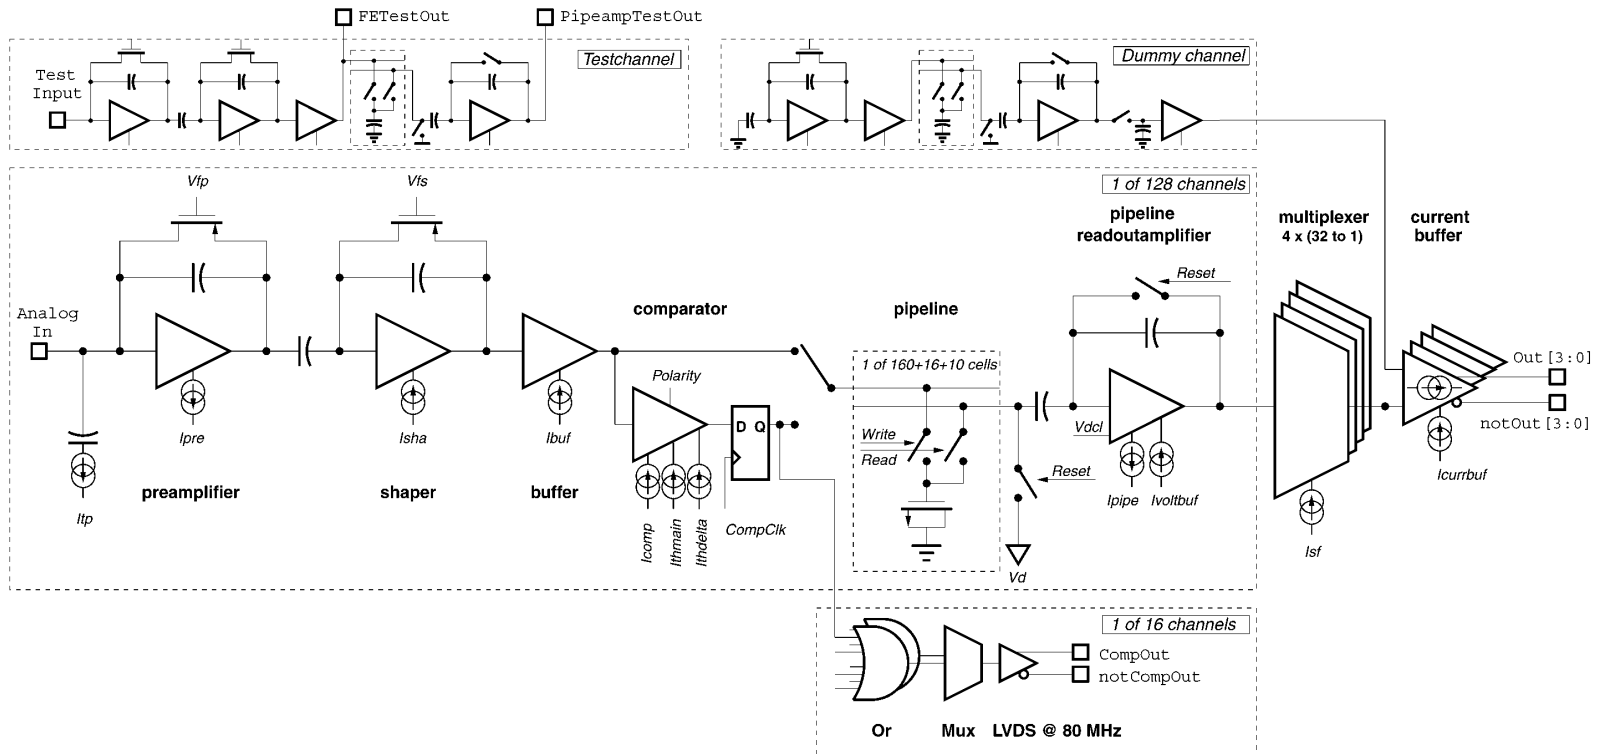 FETestOut
PipeampTestOut
Testchannel
Dummy channel
Test
Input
1 of 128 channels
Vfp
Vfs
pipeline
readoutamplifier
multiplexer
4 x (32 to 1)
current
buffer
Reset
Analog
In
comparator
pipeline
1 of 160+16+10 cells
Out[3:0]
notOut[3:0]
Polarity
D Q
Vdcl
Write
Read
Reset
Ipre
Isha
Ibuf
Itp
preamplifier
shaper
buffer
Icomp
Ithmain
Ithdelta
CompClk
Ipipe
Ivoltbuf
Icurrbuf
Isf
Vd
1 of 16 channels
CompOut
notCompOut
Or
Mux
LVDS @ 80 MHz